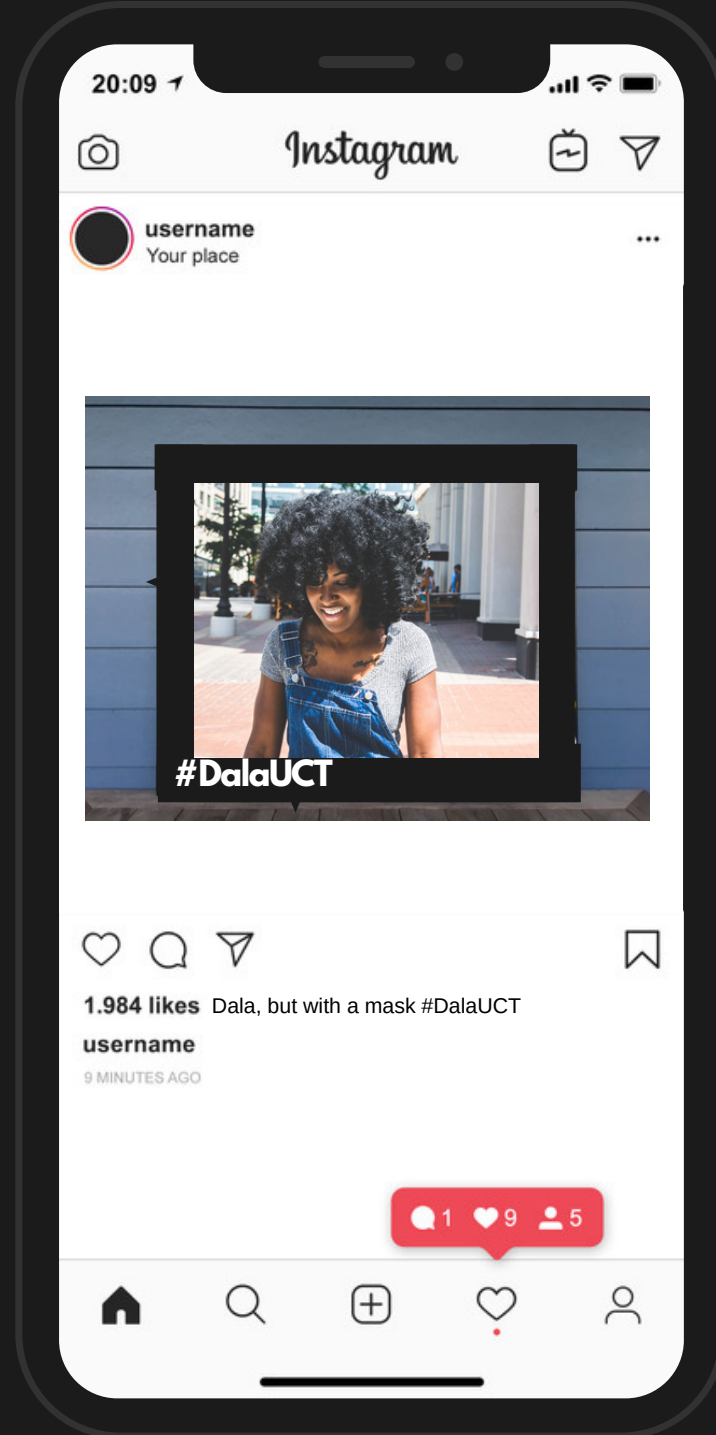 20:09
Instagram
username
Your place
#DalaUCT
1.984 likes Dala, but with a mask #DalaUCT
username
9 MINUTES AGO
1 9 5